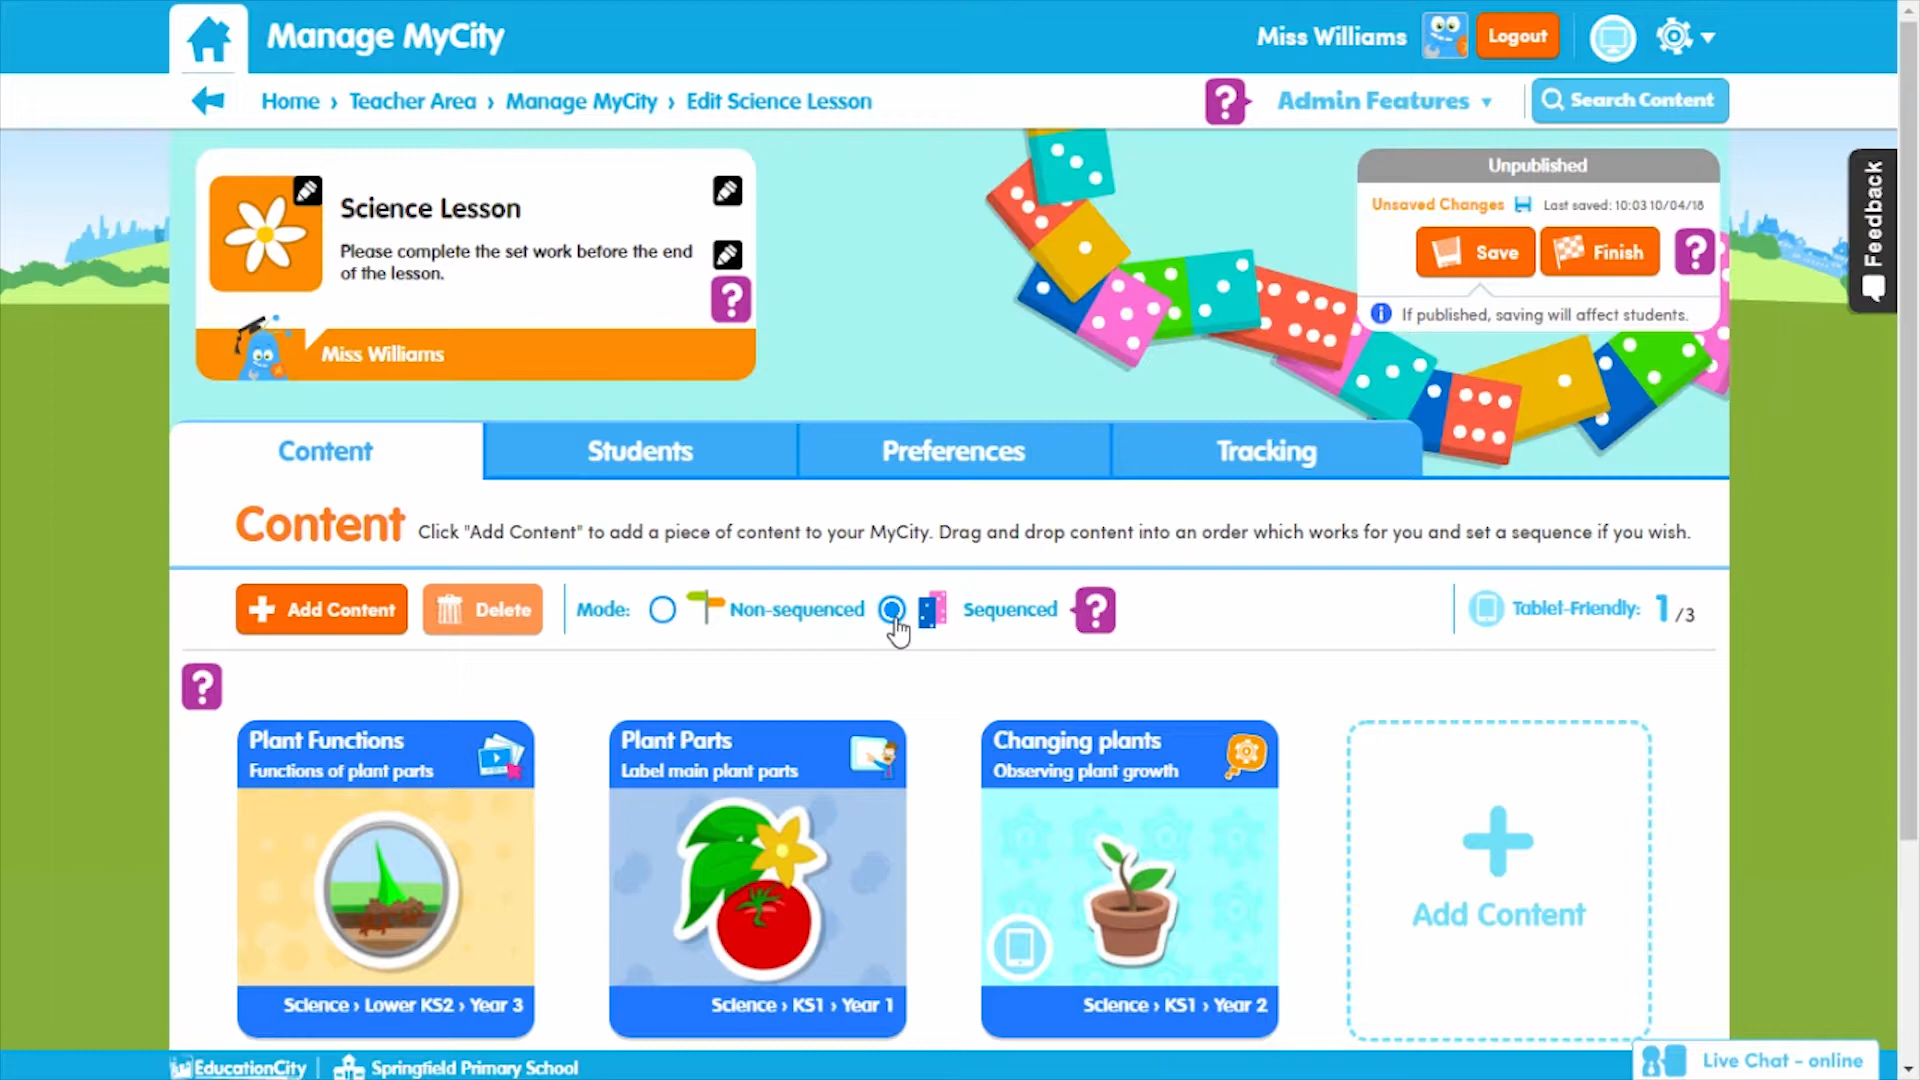 Manage MyCity
Miss Williams
Logout
Home › Teacher Area › Manage MyCity › Edit Science Lesson
?
Admin Features
Search Content
Science Lesson
Please complete the set work before the end
of the lesson.
?
Miss Williams
Unpublished
Unsaved Changes
Last saved: 10:03 10/04/18
Save
Finish
?
If published, saving will affect students.
Feedback
Content
Students
Preferences
Tracking
Content
Click "Add Content" to add a piece of content to your MyCity. Drag and drop content into an order which works for you and set a sequence if you wish.
Add Content
Delete
Mode:
Non-sequenced
Sequenced
?
Tablet-Friendly: 1 /3
?
Plant Functions
Functions of plant parts
Science › Lower KS2 › Year 3
Plant Parts
Label main plant parts
Science › KS1 › Year 1
Changing plants
Observing plant growth
Science › KS1 › Year 2
Add Content
EducationCity
Springfield Primary School
Live Chat - online